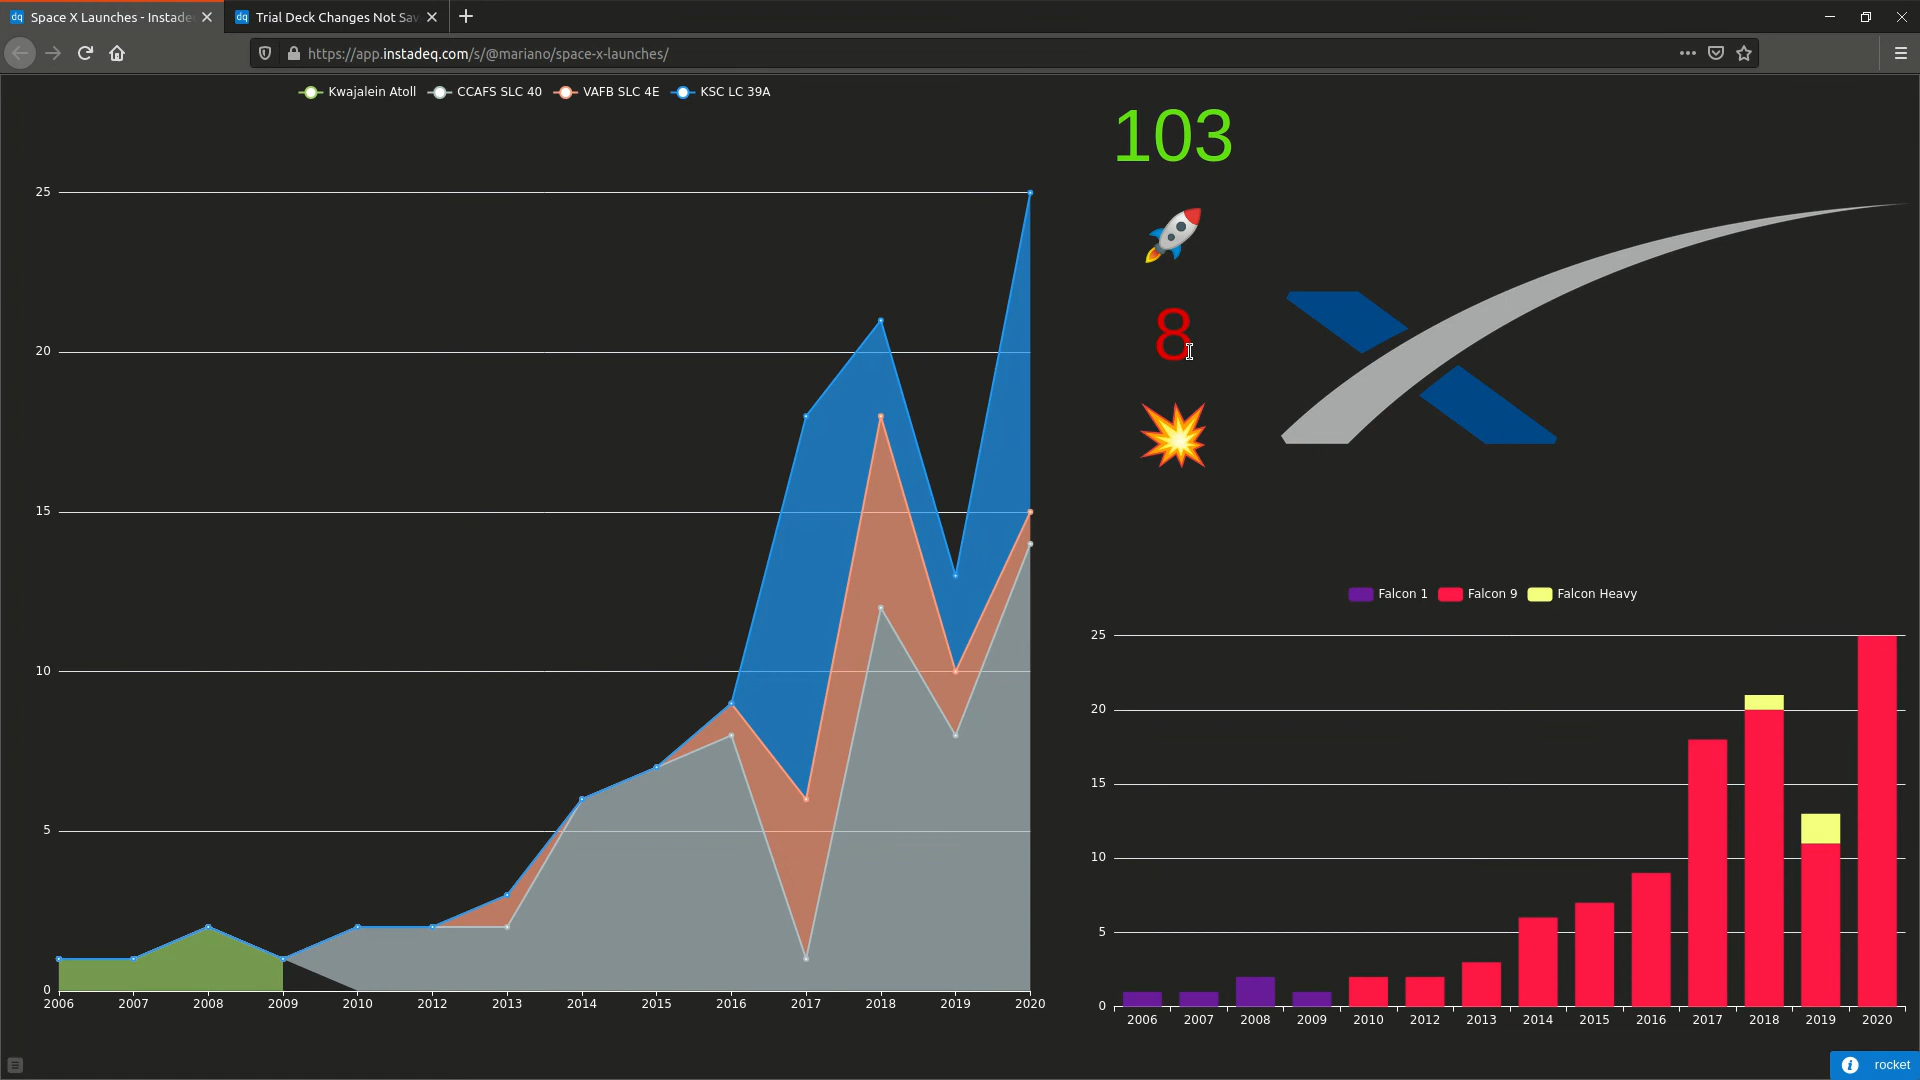 Space X Launches - Instade
Trial Deck Changes Not Sav
https://app.instadeq.com/s/@mariano/space-x-launches/
Kwajalein Atoll CCAFS SLC 40 VAFB SLC 4E KSC LC 39A
25
20
15
10
5
0
2006 2007 2008 2009 2010 2012 2013 2014 2015 2016 2017 2018 2019 2020
103
8
Falcon 1 Falcon 9 Falcon Heavy
25
20
15
10
5
0
2006 2007 2008 2009 2010 2012 2013 2014 2015 2016 2017 2018 2019 2020
rocket